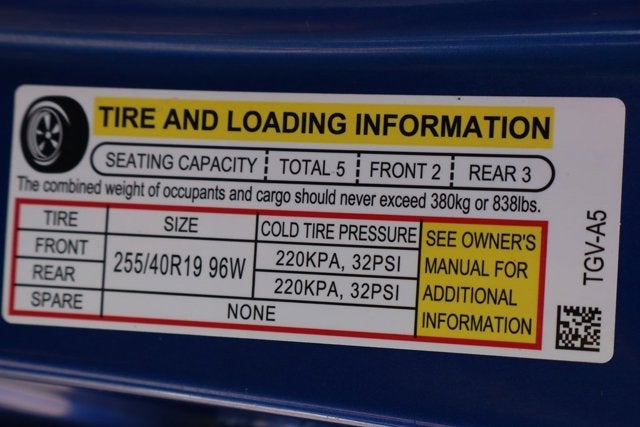 TIRE AND LOADING INFORMATION
SEATING CAPACITY TOTAL 5 FRONT 2 REAR 3
The combined weight of occupants and cargo should never exceed 380kg or 838lbs.
TIRE SIZE COLD TIRE PRESSURE
FRONT 255/40R19 96W 220KPA, 32PSI
REAR 220KPA, 32PSI
SPARE NONE
SEE OWNER'S
MANUAL FOR
ADDITIONAL
INFORMATION
TGV-A5